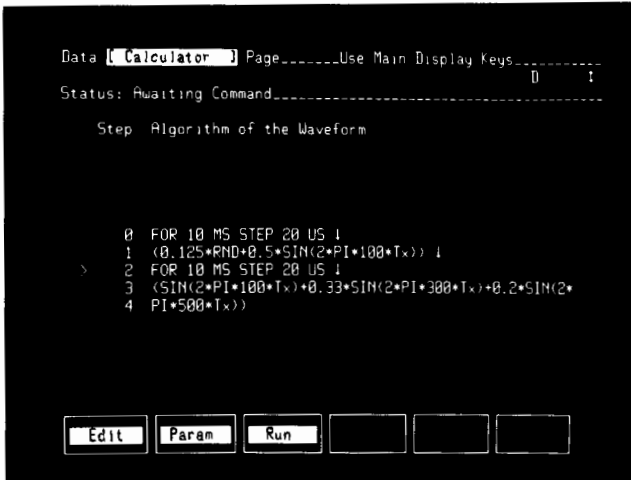 Data [ Calculator ] Page_______Use Main Display Keys___________
D ↕
Status: Awaiting Command_________________________________________
Step Algorithm of the Waveform
0 FOR 10 MS STEP 20 US ↓
1 (0.125*RND+0.5*SIN(2*PI*100*Tx)) ↓
> 2 FOR 10 MS STEP 20 US ↓
3 (SIN(2*PI*100*Tx)+0.33*SIN(2*PI*300*Tx)+0.2*SIN(2*
4 PI*500*Tx))
Edit Param Run